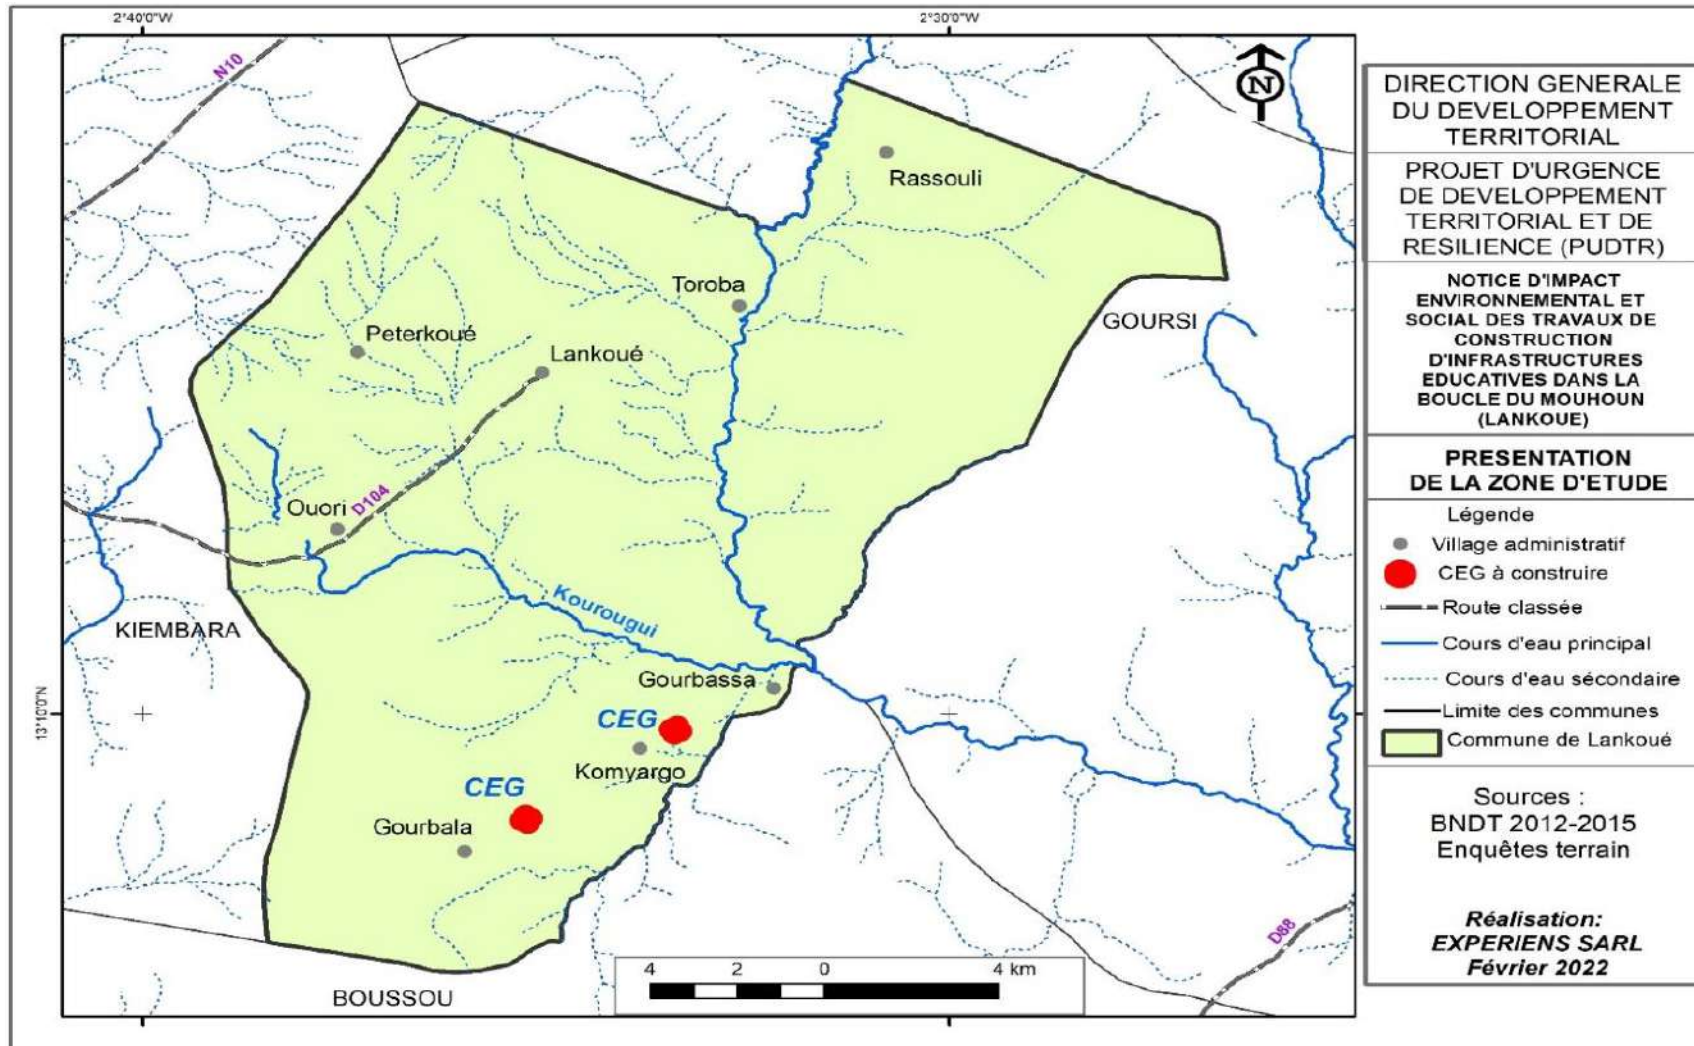 2°40'0"W
2°30'0"W
N10
N
Rassouli
Toroba
GOURSI
Peterkoué
Lankoué
Ouori
D104
Kourougui
KIEMBARA
Gourbassa
13°10'0"N
CEG
Komyargo
CEG
Gourbala
D88
BOUSSOU
4 2 0 4 km
DIRECTION GENERALE
DU DEVELOPPEMENT
TERRITORIAL
PROJET D'URGENCE
DE DEVELOPPEMENT
TERRITORIAL ET DE
RESILIENCE (PUDTR)
NOTICE D'IMPACT
ENVIRONNEMENTAL ET
SOCIAL DES TRAVAUX DE
CONSTRUCTION
D'INFRASTRUCTURES
EDUCATIVES DANS LA
BOUCLE DU MOUHOUN
(LANKOUE)
PRESENTATION
DE LA ZONE D'ETUDE
Légende
Village administratif
CEG à construire
Route classée
Cours d'eau principal
Cours d'eau sécondaire
Limite des communes
Commune de Lankoué
Sources :
BNDT 2012-2015
Enquêtes terrain
Réalisation:
EXPERIENS SARL
Février 2022